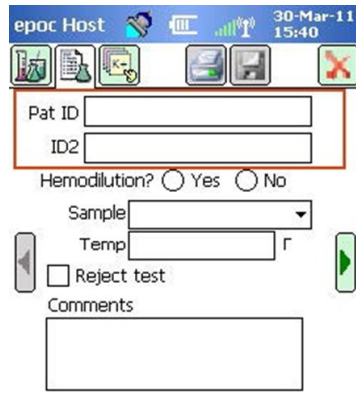 epoc Host 30-Mar-11
15:40
K+
Pat ID
ID2
Hemodilution? Yes No
Sample
Temp Γ
Reject test
Comments